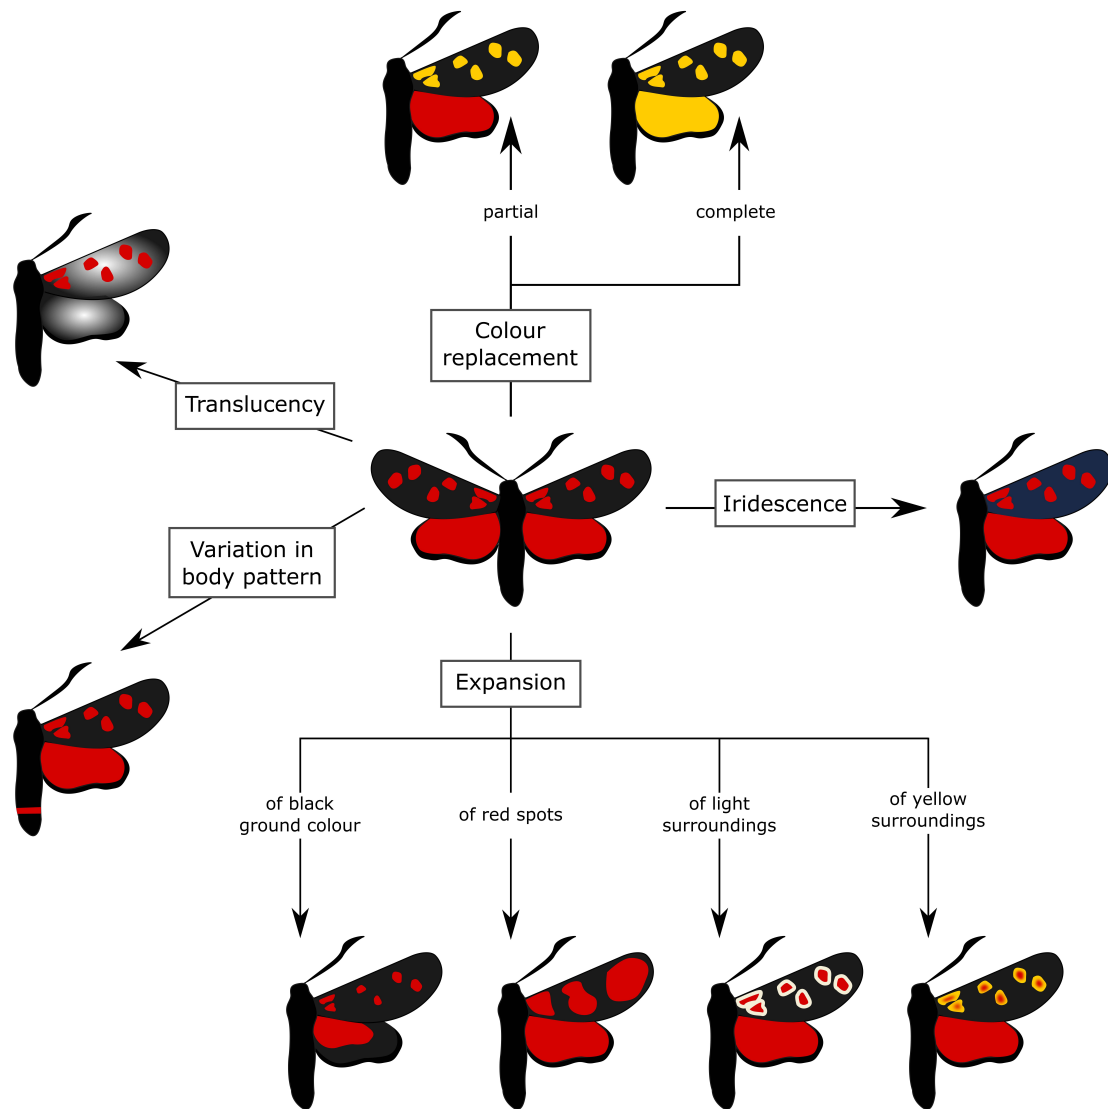 partial
complete
Colour
replacement
Translucency
Iridescence
Variation in
body pattern
Expansion
of black
ground colour
of red spots
of light
surroundings
of yellow
surroundings